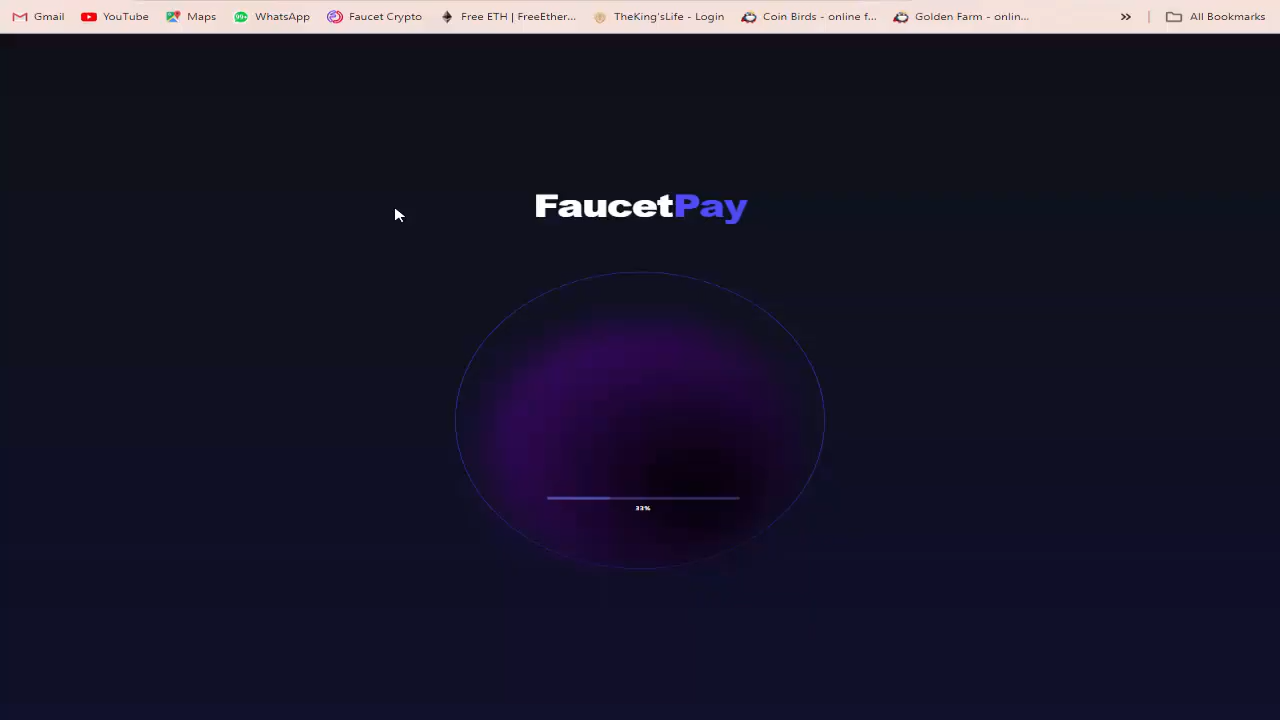 Gmail YouTube Maps 99+ WhatsApp Faucet Crypto Free ETH | FreeEther... TheKing'sLife - Login Coin Birds - online f... Golden Farm - onlin... » All Bookmarks
FaucetPay
33%